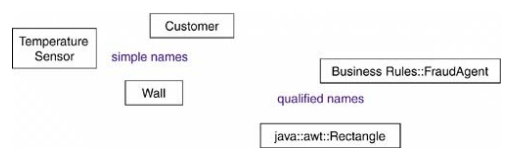 Customer
Temperature
Sensor
simple names
Business Rules::FraudAgent
Wall
qualified names
java::awt::Rectangle